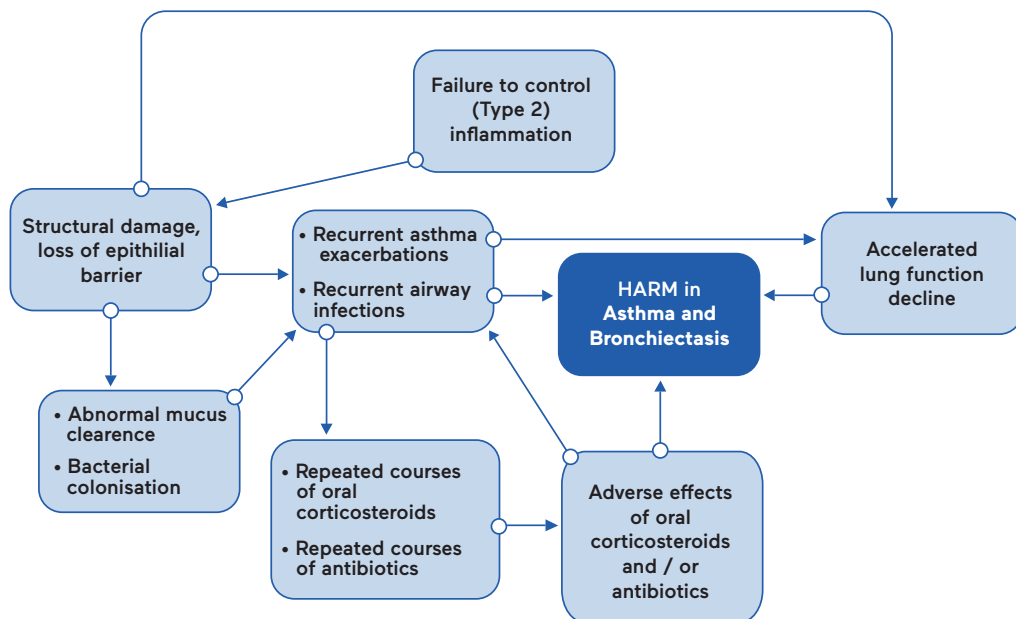 Failure to control
(Type 2)
inflammation
Structural damage,
loss of epithilial
barrier
• Recurrent asthma
exacerbations
• Recurrent airway
infections
HARM in
Asthma and
Bronchiectasis
Accelerated
lung function
decline
• Abnormal mucus
clearence
• Bacterial
colonisation
• Repeated courses
of oral
corticosteroids
• Repeated courses
of antibiotics
Adverse effects
of oral
corticosteroids
and / or
antibiotics